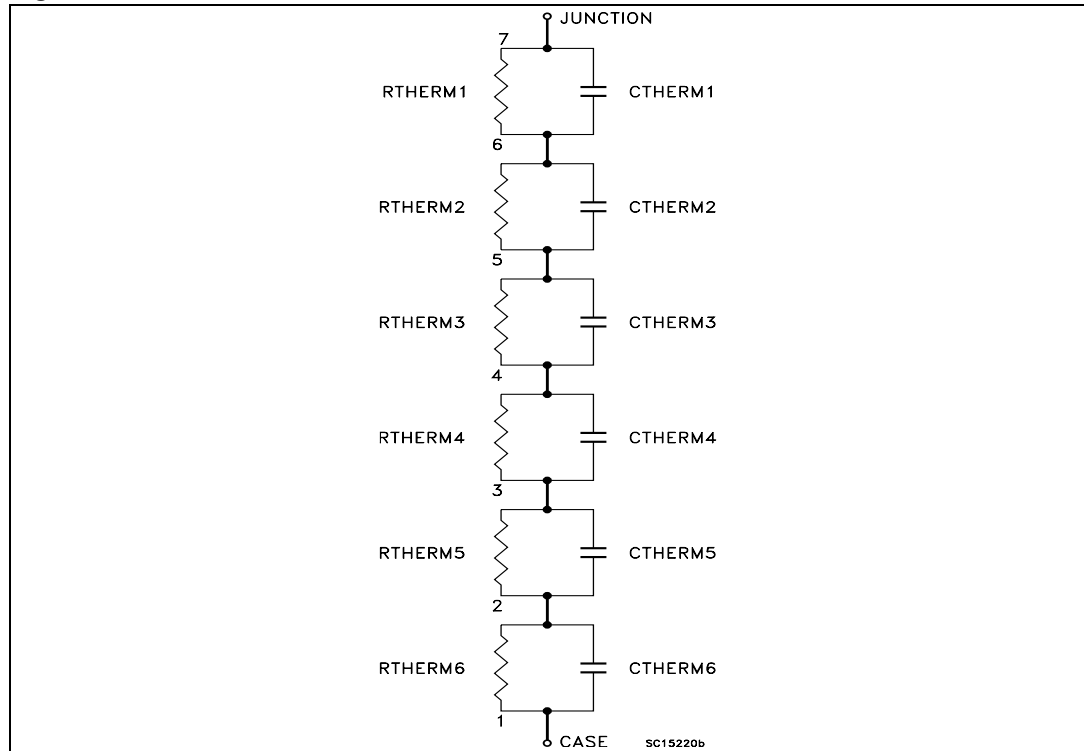 JUNCTION
7
RTHERM1 CTHERM1
6
RTHERM2 CTHERM2
5
RTHERM3 CTHERM3
4
RTHERM4 CTHERM4
3
RTHERM5 CTHERM5
2
RTHERM6 CTHERM6
1
CASE SC15220b